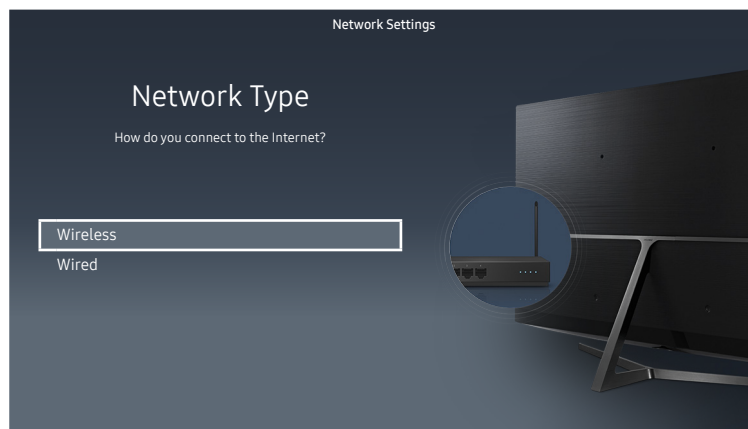 Network Settings
Network Type
How do you connect to the Internet?
Wireless
Wired